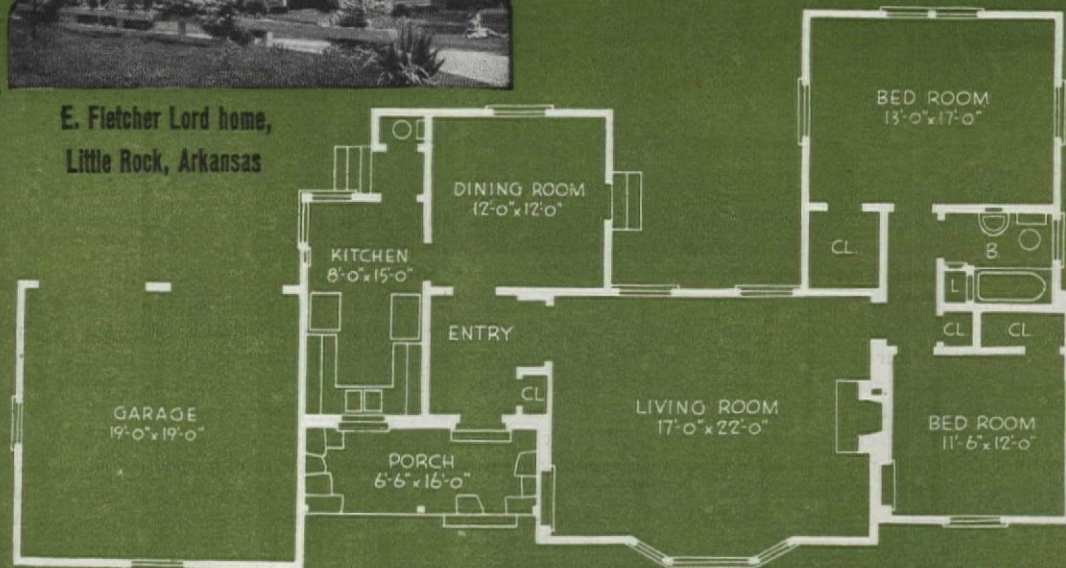 E. Fletcher Lord home,
Little Rock, Arkansas
BED ROOM
13'-0"x17'-0"
DINING ROOM
12'-0"x12'-0"
KITCHEN
8'-0"x15'-0"
CL.
B.
L
ENTRY
CL
CL
CL
GARAGE
19'-0"x19'-0"
LIVING ROOM
17'-0"x22'-0"
BED ROOM
11'-6"x12'-0"
PORCH
6'-6"x16'-0"